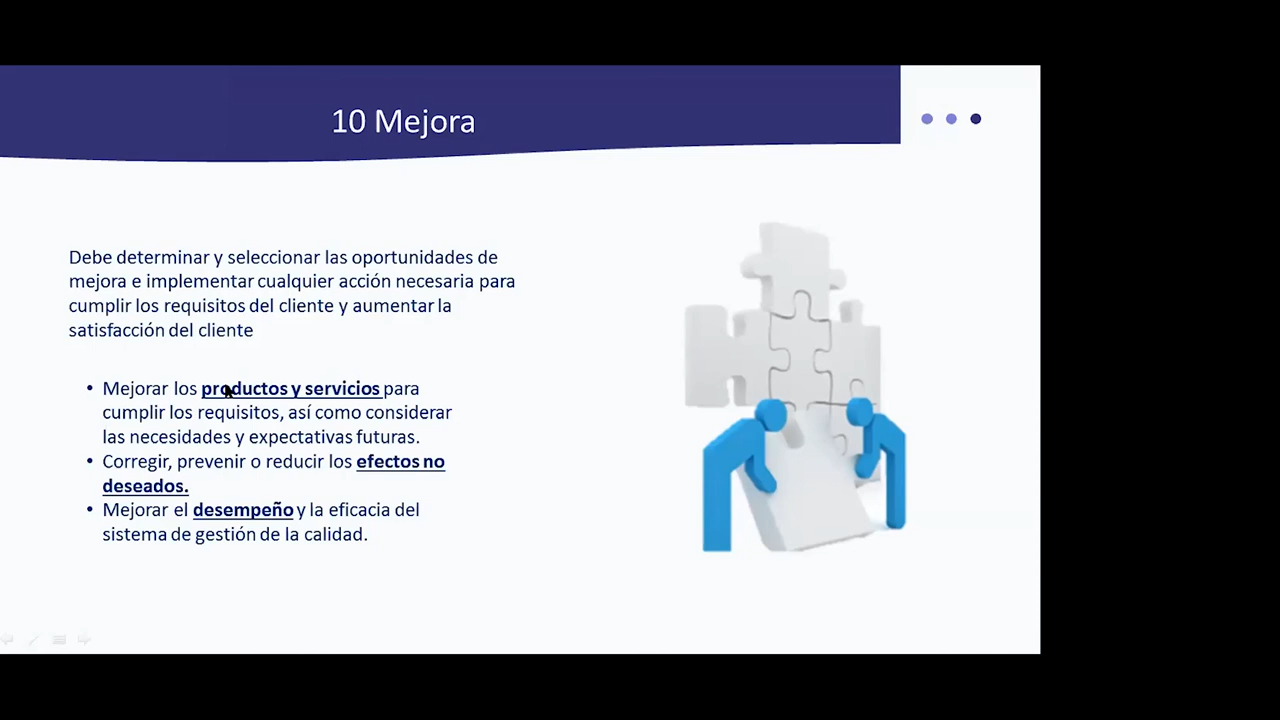 10 Mejora
Debe determinar y seleccionar las oportunidades de
mejora e implementar cualquier acción necesaria para
cumplir los requisitos del cliente y aumentar la
satisfacción del cliente
• Mejorar los productos y servicios para
cumplir los requisitos, así como considerar
las necesidades y expectativas futuras.
• Corregir, prevenir o reducir los efectos no
deseados.
• Mejorar el desempeño y la eficacia del
sistema de gestión de la calidad.